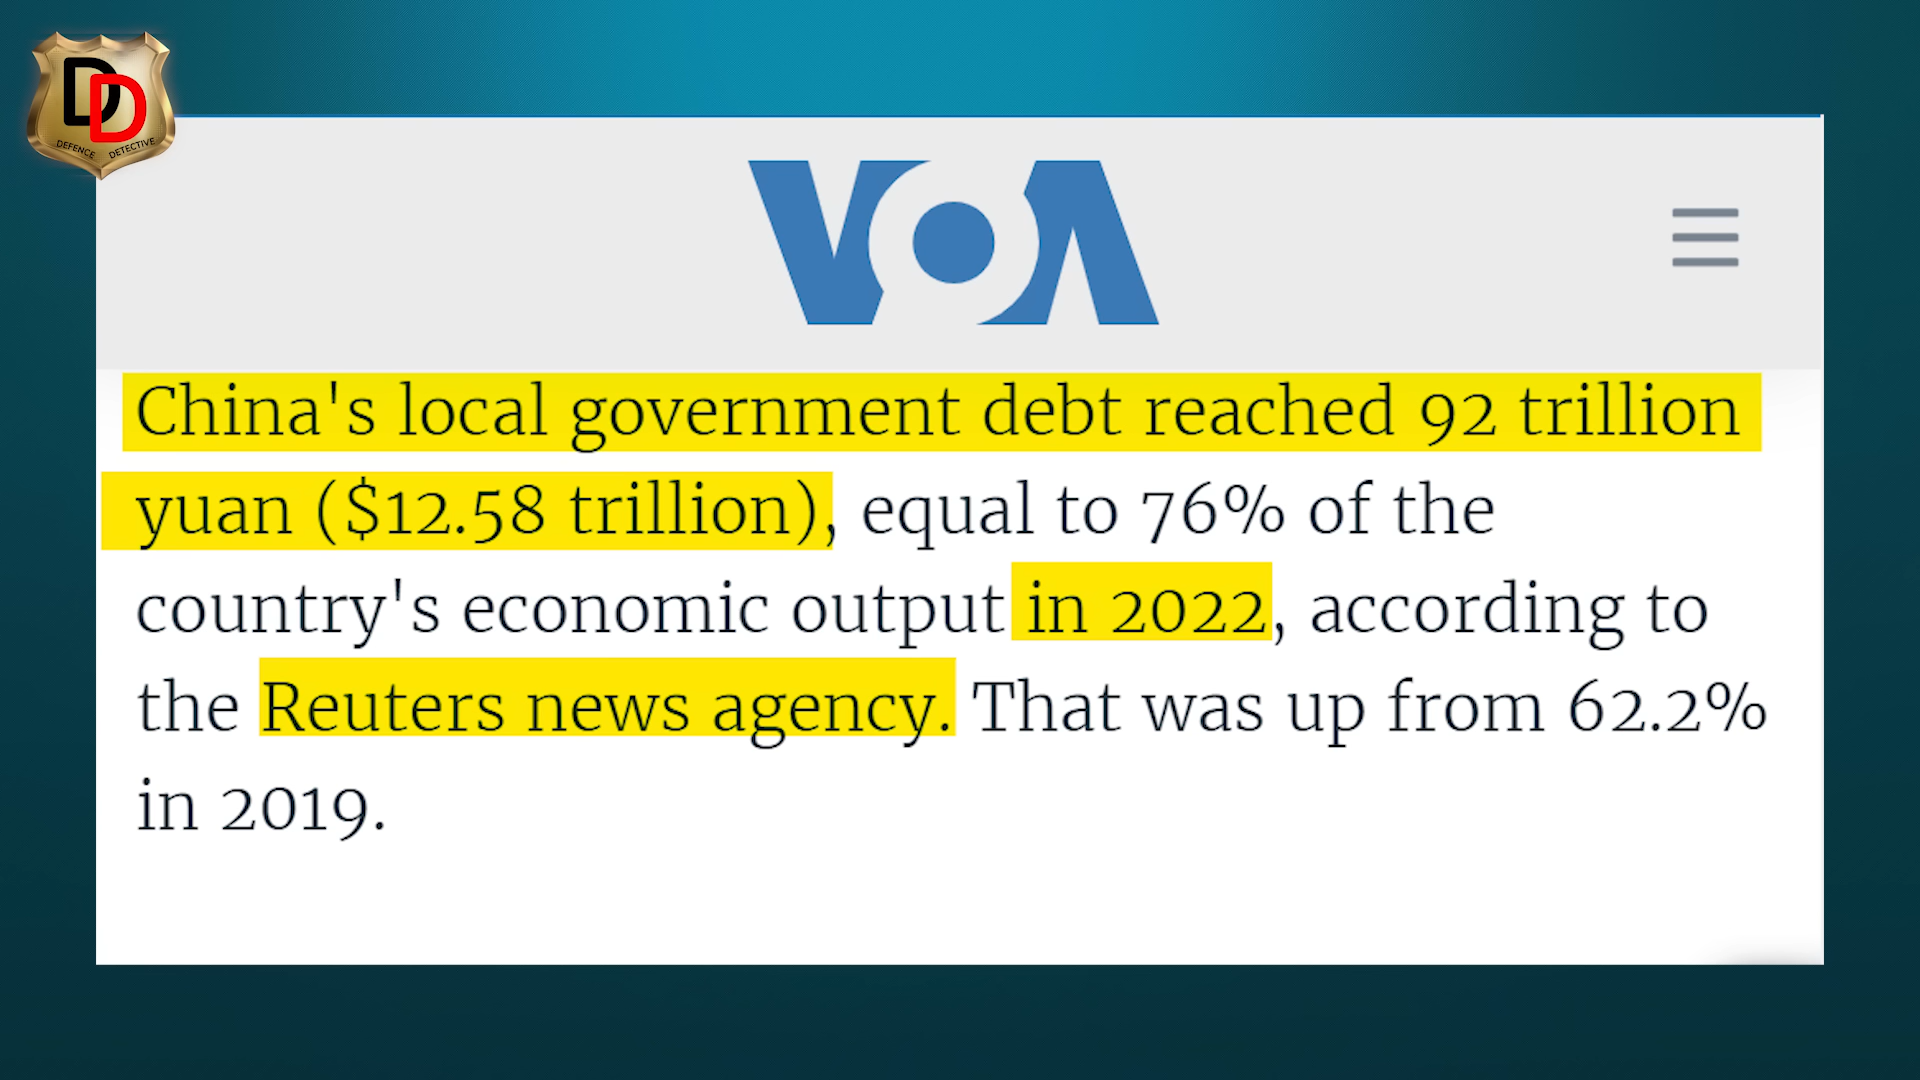 DD
DEFENCE DETECTIVE
VOA
China's local government debt reached 92 trillion
yuan ($12.58 trillion), equal to 76% of the
country's economic output in 2022, according to
the Reuters news agency. That was up from 62.2%
in 2019.